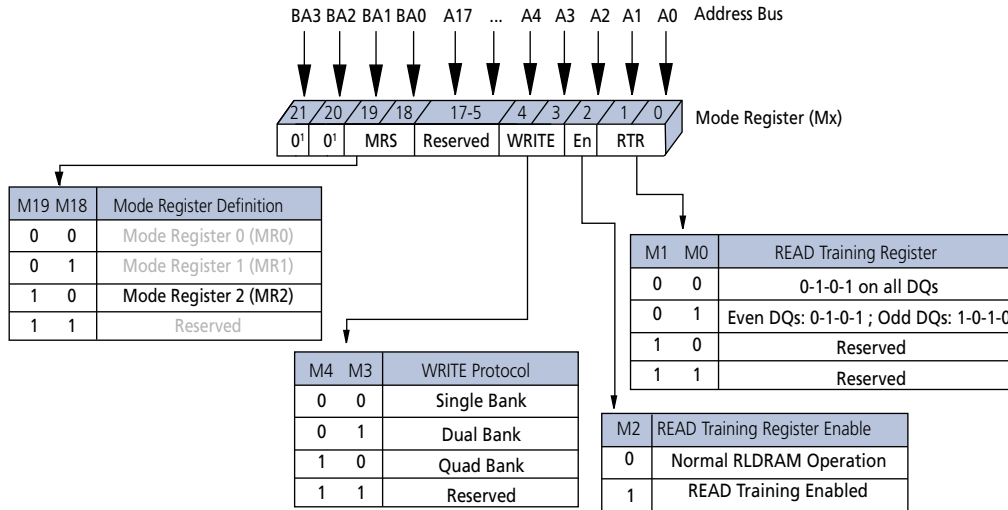 BA3 BA2 BA1 BA0 A17 ... A4 A3 A2 A1 A0 Address Bus
21 20 19 18 17-5 4 3 2 1 0 Mode Register (Mx)
0¹ 0¹ MRS Reserved WRITE En RTR
M19 M18 Mode Register Definition
0 0 Mode Register 0 (MR0)
0 1 Mode Register 1 (MR1)
1 0 Mode Register 2 (MR2)
1 1 Reserved
M1 M0 READ Training Register
0 0 0-1-0-1 on all DQs
0 1 Even DQs: 0-1-0-1 ; Odd DQs: 1-0-1-0
1 0 Reserved
1 1 Reserved
M4 M3 WRITE Protocol
0 0 Single Bank
0 1 Dual Bank
1 0 Quad Bank
1 1 Reserved
M2 READ Training Register Enable
0 Normal RLDRAM Operation
1 READ Training Enabled